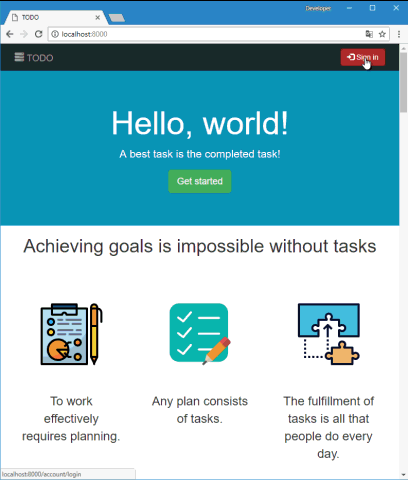 Developes
TODO
localhost:8000
TODO
Sign in
Hello, world!
A best task is the completed task!
Get started
Achieving goals is impossible without tasks
To work
effectively
requires planning.
Any plan consists
of tasks.
The fulfillment of
tasks is all that
people do every
day.
localhost:8000/account/login